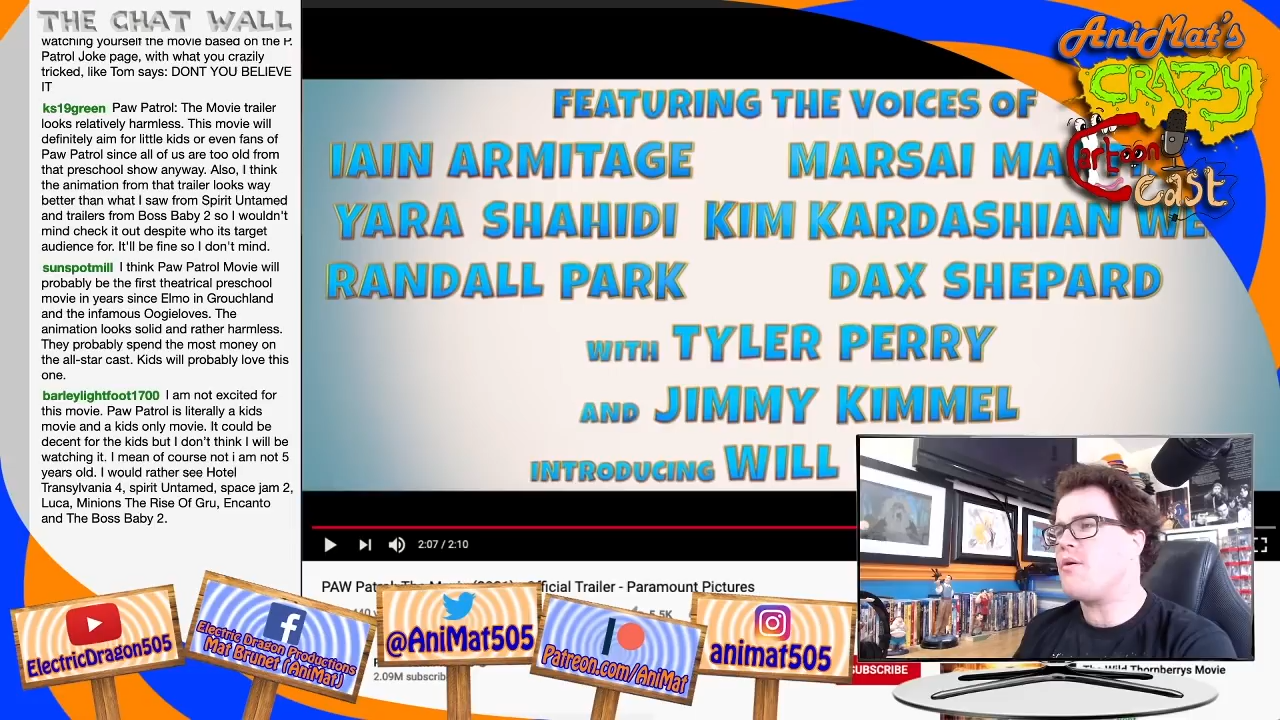 THE CHAT WALL
watching yourself the movie based on the P.
Patrol Joke page, with what you crazily
tricked, like Tom says: DONT YOU BELIEVE
IT
ks19green Paw Patrol: The Movie trailer
looks relatively harmless. This movie will
definitely aim for little kids or even fans of
Paw Patrol since all of us are too old from
that preschool show anyway. Also, I think
the animation from that trailer looks way
better than what I saw from Spirit Untamed
and trailers from Boss Baby 2 so I wouldn't
mind check it out despite who its target
audience for. It'll be fine so I don't mind.
sunspotmill I think Paw Patrol Movie will
probably be the first theatrical preschool
movie in years since Elmo in Grouchland
and the infamous Oogieloves. The
animation looks solid and rather harmless.
They probably spend the most money on
the all-star cast. Kids will probably love this
one.
barleylightfoot1700 I am not excited for
this movie. Paw Patrol is literally a kids
movie and a kids only movie. It could be
decent for the kids but I don't think I will be
watching it. I mean of course not i am not 5
years old. I would rather see Hotel
Transylvania 4, spirit Untamed, space jam 2,
Luca, Minions The Rise Of Gru, Encanto
and The Boss Baby 2.
FEATURING THE VOICES OF
IAIN ARMITAGE MARSAI MA
YARA SHAHIDI KIM KARDASHIAN WE
RANDALL PARK DAX SHEPARD
WITH TYLER PERRY
AND JIMMY KIMMEL
INTRODUCING WILL
AniMat's
CRAZY
Cartoon
Cast
2:07 / 2:10
PAW Patrol: The Movie (2021) Official Trailer - Paramount Pictures
5.5K
2.09M subscrib
SUBSCRIBE
The Wild Thornberrys Movie
ElectricDragon505
Electric Dragon Productions
Mat Brunet (AniMat)
@AniMat505
Patreon.com/AniMat
animat505